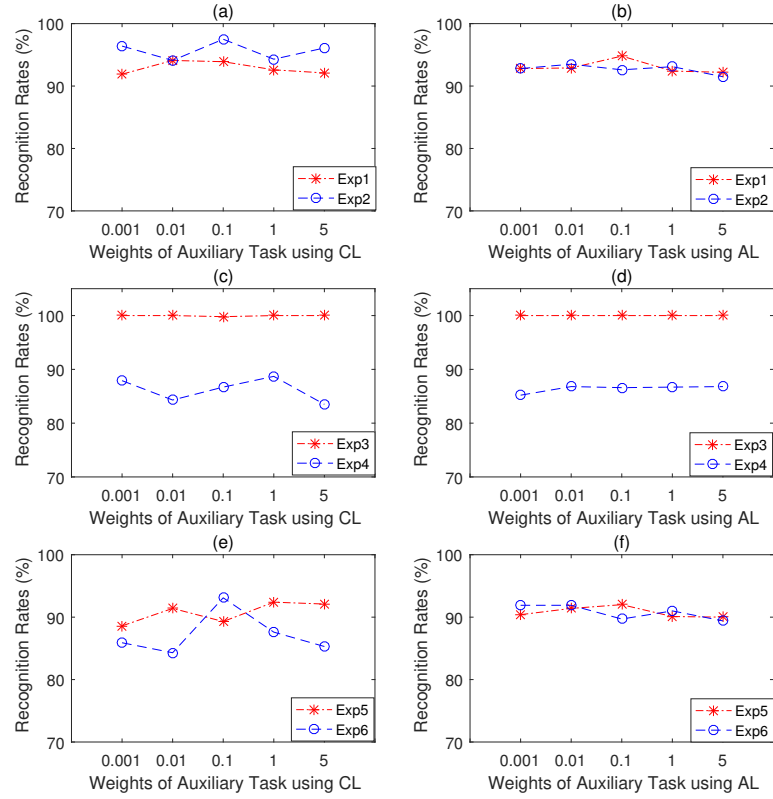 (a)
Recognition Rates (%)
100
90
80
70
0.001 0.01 0.1 1 5
Weights of Auxiliary Task using CL
Exp1
Exp2
(b)
Recognition Rates (%)
100
90
80
70
0.001 0.01 0.1 1 5
Weights of Auxiliary Task using AL
Exp1
Exp2
(c)
Recognition Rates (%)
100
90
80
70
0.001 0.01 0.1 1 5
Weights of Auxiliary Task using CL
Exp3
Exp4
(d)
Recognition Rates (%)
100
90
80
70
0.001 0.01 0.1 1 5
Weights of Auxiliary Task using AL
Exp3
Exp4
(e)
Recognition Rates (%)
100
90
80
70
0.001 0.01 0.1 1 5
Weights of Auxiliary Task using CL
Exp5
Exp6
(f)
Recognition Rates (%)
100
90
80
70
0.001 0.01 0.1 1 5
Weights of Auxiliary Task using AL
Exp5
Exp6